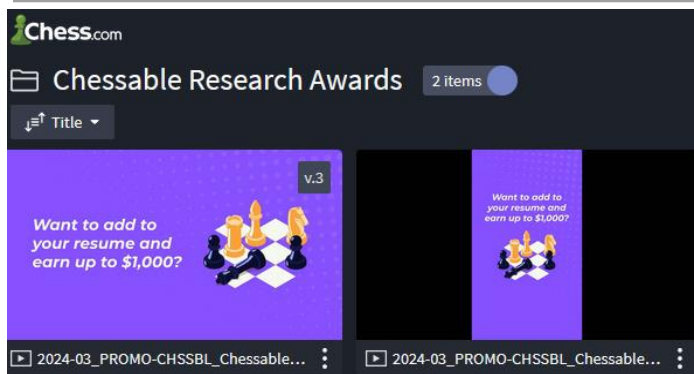 Chess.com
Chessable Research Awards
2 items
Title
v.3
Want to add to
your resume and
earn up to $1,000?
Want to add to
your resume and
earn up to $1,000?
2024-03_PROMO-CHSSBL_Chessable...
2024-03_PROMO-CHSSBL_Chessable...